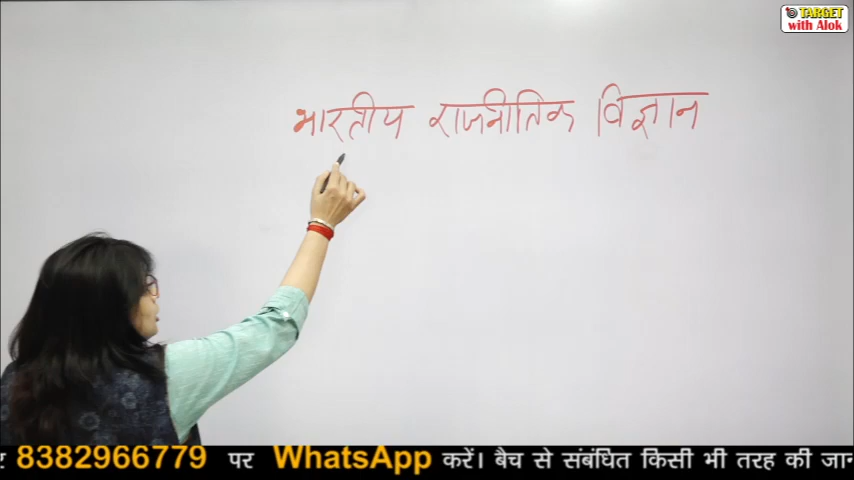 TARGET
with Alok
भारतीय राजनीतिक विज्ञान
8382966779 पर WhatsApp करें। बैच से संबंधित किसी भी तरह की जान